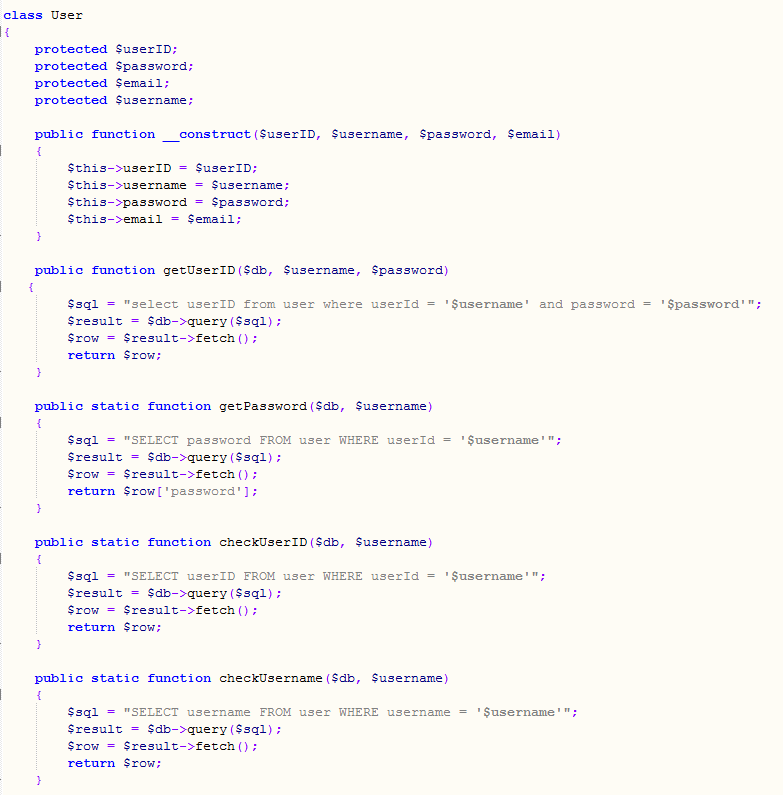 class User
{
    protected $userID;
    protected $password;
    protected $email;
    protected $username;

    public function __construct($userID, $username, $password, $email)
    {
        $this->userID = $userID;
        $this->username = $username;
        $this->password = $password;
        $this->email = $email;
    }

    public function getUserID($db, $username, $password)
   {
        $sql = "select userID from user where userId = '$username' and password = '$password'";
        $result = $db->query($sql);
        $row = $result->fetch();
        return $row;
    }

    public static function getPassword($db, $username)
    {
        $sql = "SELECT password FROM user WHERE userId = '$username'";
        $result = $db->query($sql);
        $row = $result->fetch();
        return $row['password'];
    }

    public static function checkUserID($db, $username)
    {
        $sql = "SELECT userID FROM user WHERE userId = '$username'";
        $result = $db->query($sql);
        $row = $result->fetch();
        return $row;
    }

    public static function checkUsername($db, $username)
    {
        $sql = "SELECT username FROM user WHERE username = '$username'";
        $result = $db->query($sql);
        $row = $result->fetch();
        return $row;
    }